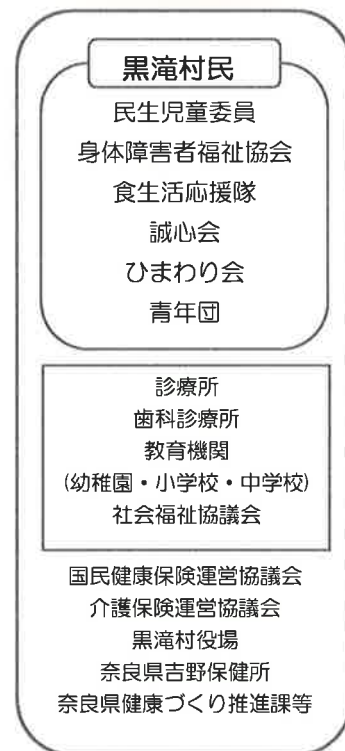 黒滝村民
民生児童委員
身体障害者福祉協会
食生活応援隊
誠心会
ひまわり会
青年団
診療所
歯科診療所
教育機関
(幼稚園・小学校・中学校)
社会福祉協議会
国民健康保険運営協議会
介護保険運営協議会
黒滝村役場
奈良県吉野保健所
奈良県健康づくり推進課等